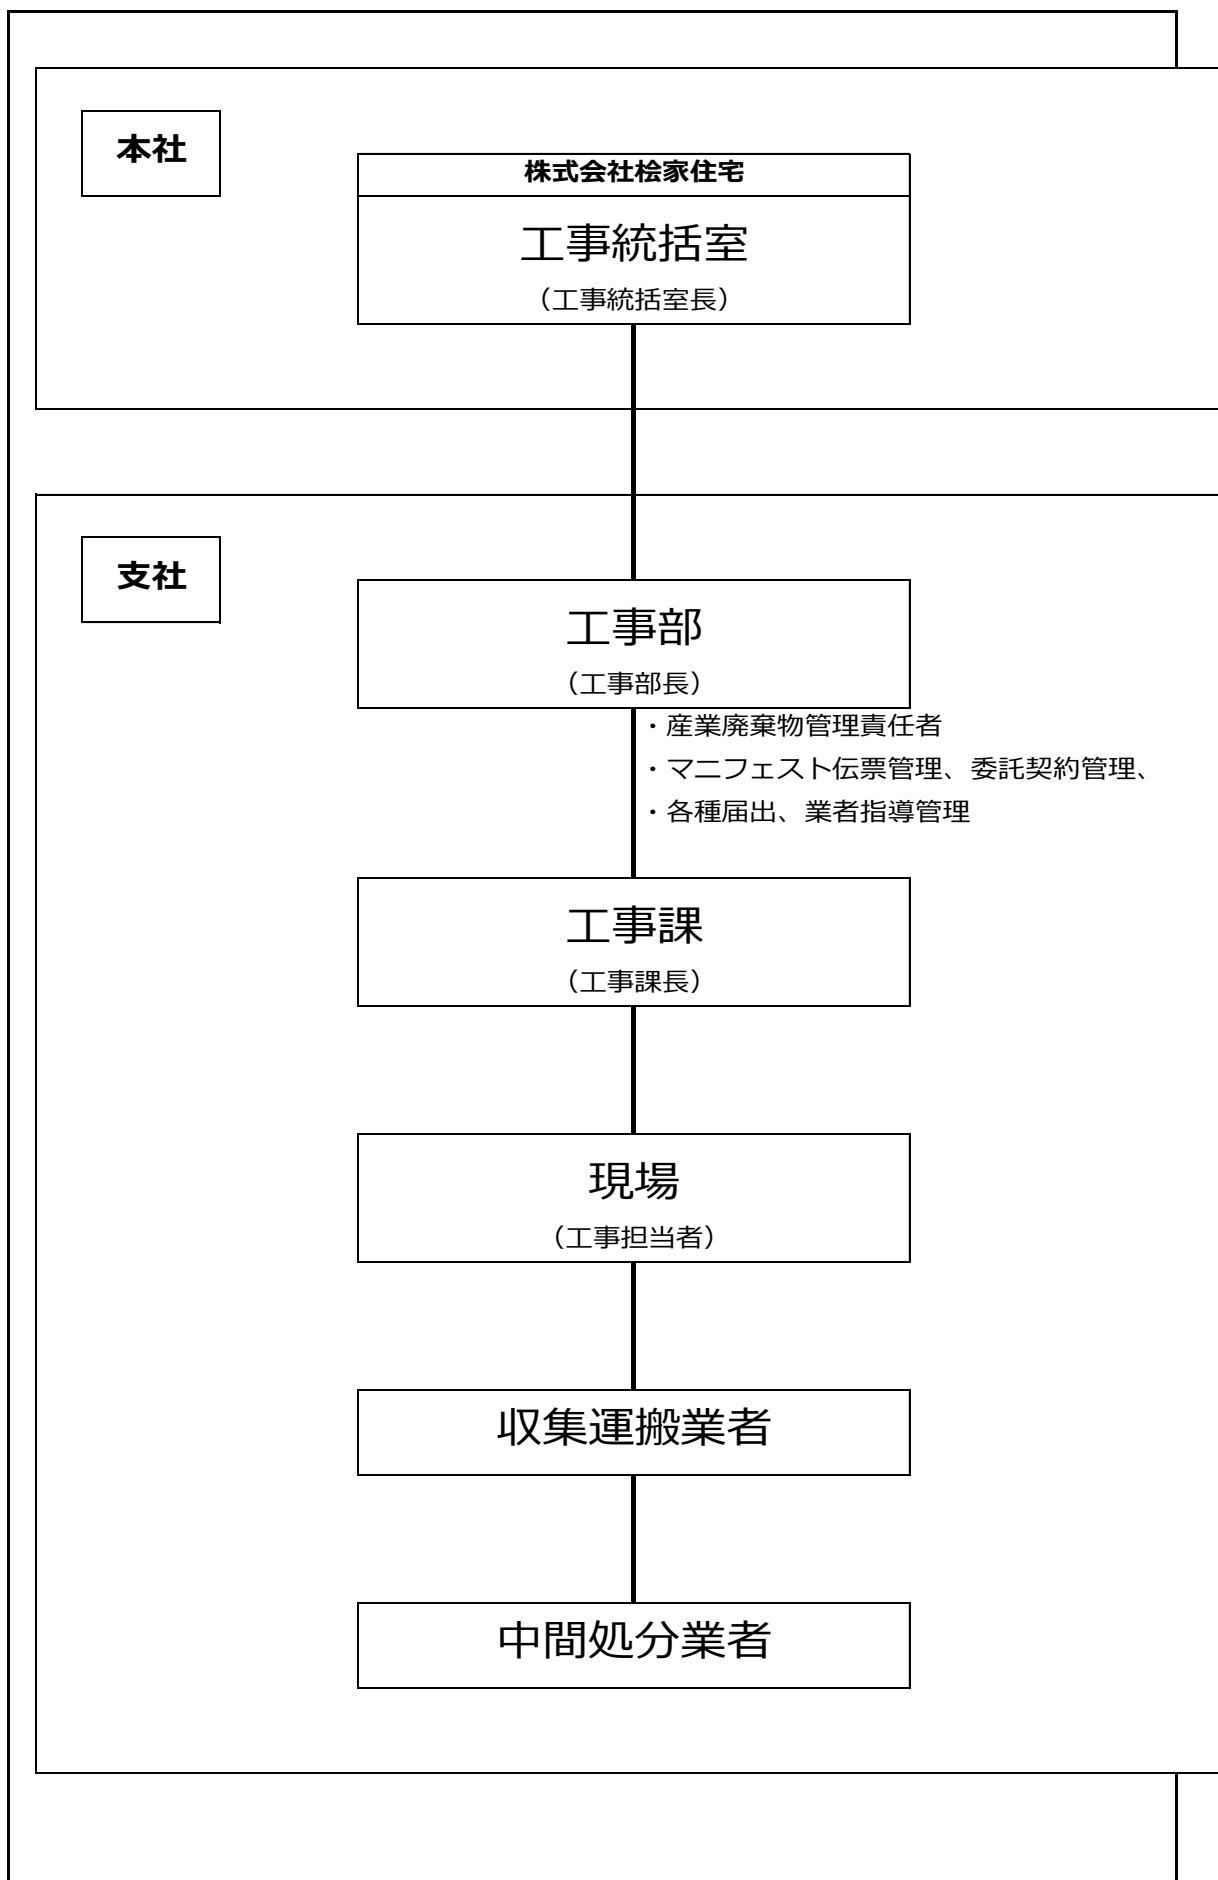 本社
株式会社桧家住宅
工事統括室
（工事統括室長）
支社
工事部
（工事部長）
・産業廃棄物管理責任者
・マニフェスト伝票管理、委託契約管理、
・各種届出、業者指導管理
工事課
（工事課長）
現場
（工事担当者）
収集運搬業者
中間処分業者